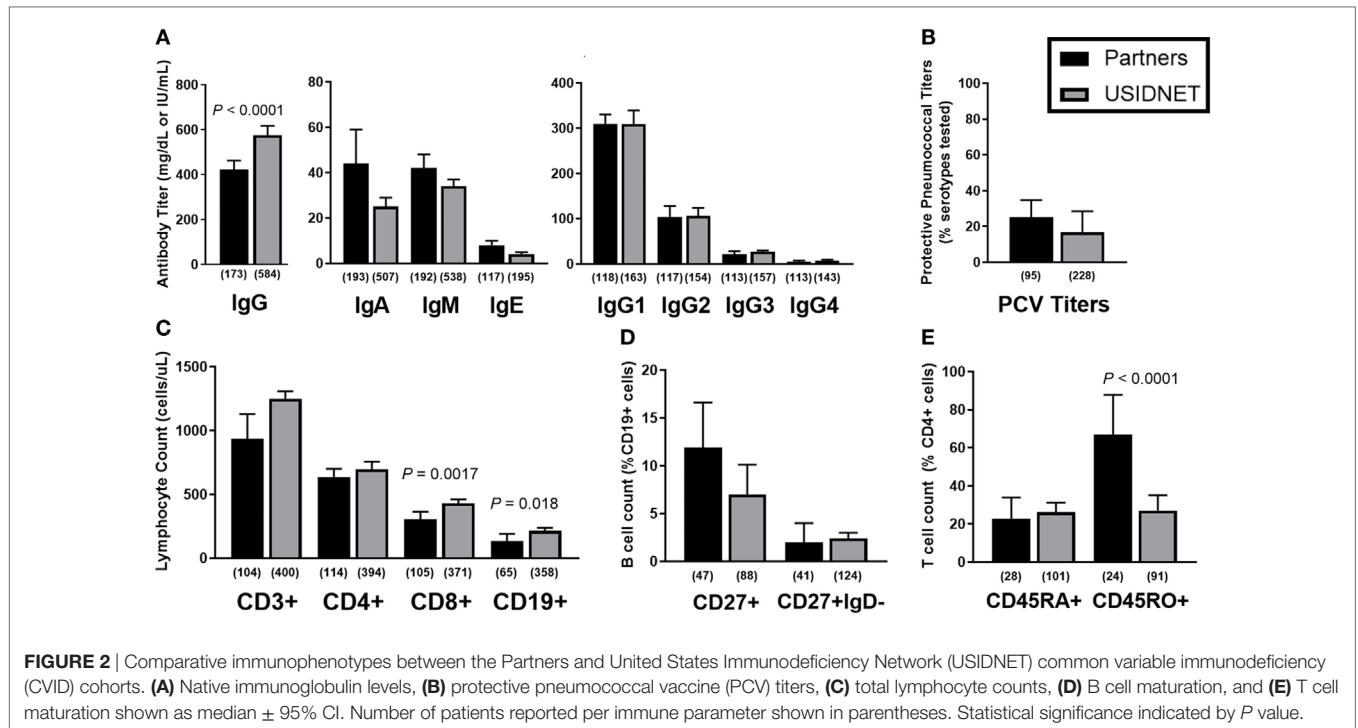 A
Antibody Titer (mg/dL or IU/mL)
800
600
400
200
0
P < 0.0001
(173) (584)
IgG
80
60
40
20
0
(193) (507) (192) (538) (117) (195)
IgA IgM IgE
400
300
200
100
0
(118) (163) (117) (154) (113) (157) (113) (143)
IgG1 IgG2 IgG3 IgG4
B
Protective Pneumococcal Titers
(% serotypes tested)
100
80
60
40
20
0
(95) (228)
PCV Titers
Partners
USIDNET
C
Lymphocyte Count (cells/uL)
1500
1000
500
0
P = 0.0017
P = 0.018
(104) (400) (114) (394) (105) (371) (65) (358)
CD3+ CD4+ CD8+ CD19+
D
B cell count (% CD19+ cells)
20
15
10
5
0
(47) (88) (41) (124)
CD27+ CD27+IgD-
E
T cell count (% CD4+ cells)
100
80
60
40
20
0
P < 0.0001
(28) (101) (24) (91)
CD45RA+ CD45RO+
FIGURE 2 | Comparative immunophenotypes between the Partners and United States Immunodeficiency Network (USIDNET) common variable immunodeficiency
(CVID) cohorts. (A) Native immunoglobulin levels, (B) protective pneumococcal vaccine (PCV) titers, (C) total lymphocyte counts, (D) B cell maturation, and (E) T cell
maturation shown as median ± 95% CI. Number of patients reported per immune parameter shown in parentheses. Statistical significance indicated by P value.